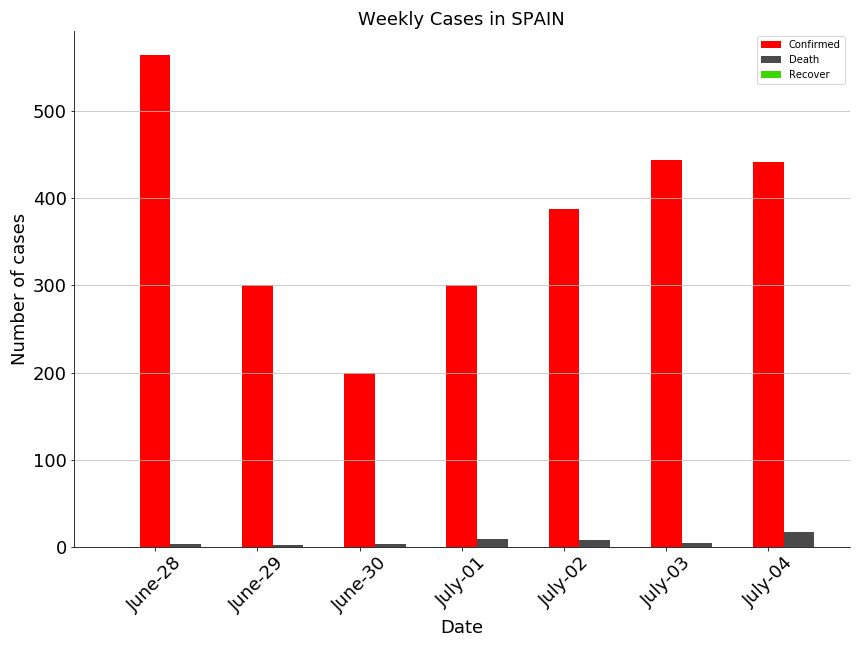 Weekly Cases in SPAIN
Confirmed
Death
Recover
Number of cases
500
400
300
200
100
0
June-28
June-29
June-30
July-01
July-02
July-03
July-04
Date